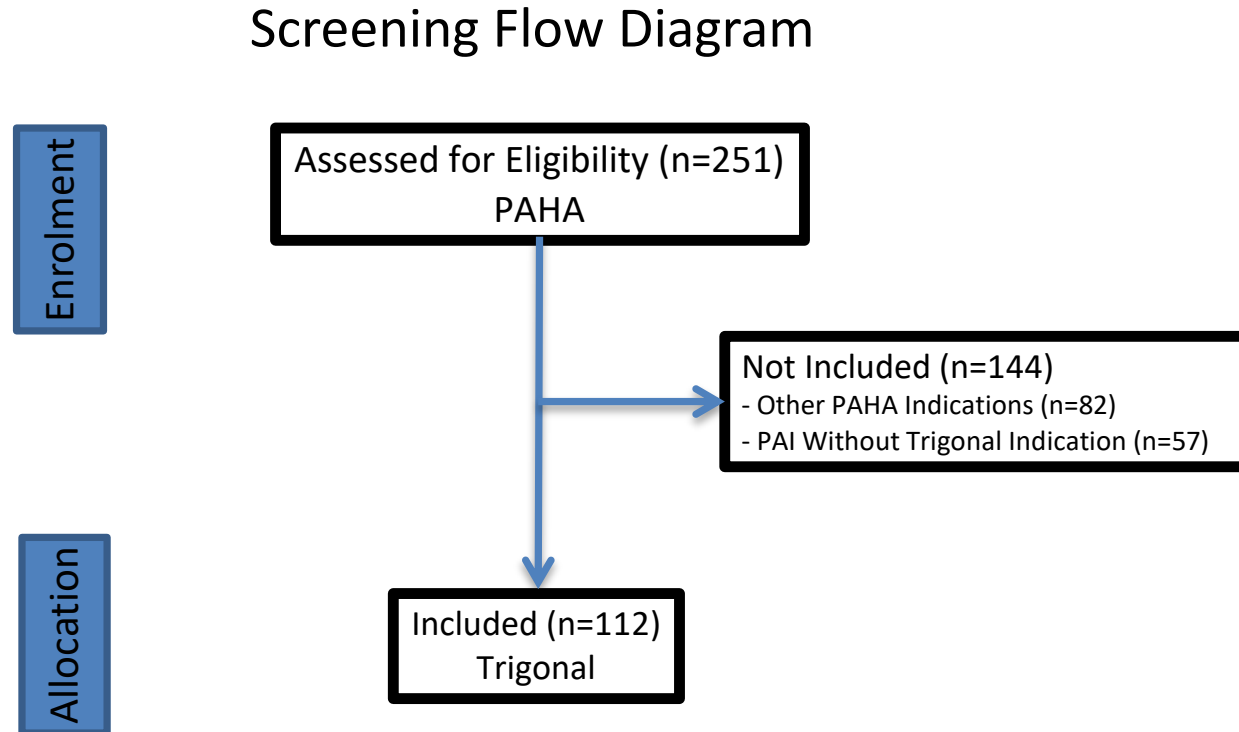 Screening Flow Diagram
Enrolment
Assessed for Eligibility (n=251)
PAHA
Not Included (n=144)
- Other PAHA Indications (n=82)
- PAI Without Trigonal Indication (n=57)
Allocation
Included (n=112)
Trigonal